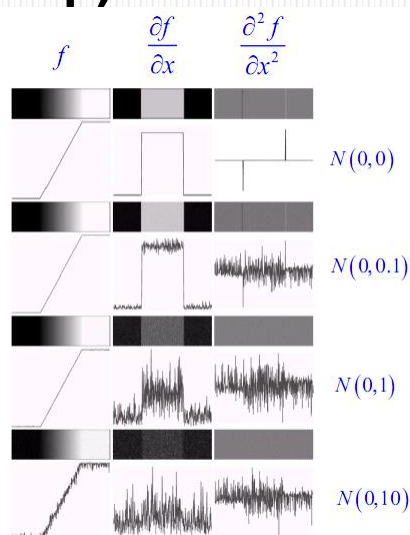 f ∂f/∂x ∂²f/∂x²
N(0,0)
N(0,0.1)
N(0,1)
N(0,10)